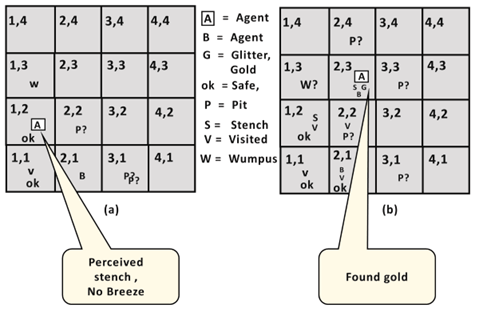 1,4 2,4 3,4 4,4
1,3 2,3 3,3 4,3
W
1,2 2,2 3,2 4,2
A
P?
ok
1,1 2,1 3,1 4,1
v B P?
P?
ok
(a)
Perceived
stench ,
No Breeze
A = Agent
B = Agent
G = Glitter,
Gold
ok = Safe,
P = Pit
S = Stench
V = Visited
W = Wumpus
1,4 2,4 3,4 4,4
P?
1,3 2,3 3,3 4,3
A
W? S G P?
B
1,2 2,2 3,2 4,2
S
V V
P?
ok
1,1 2,1 3,1 4,1
B
v V P?
ok ok
(b)
Found gold